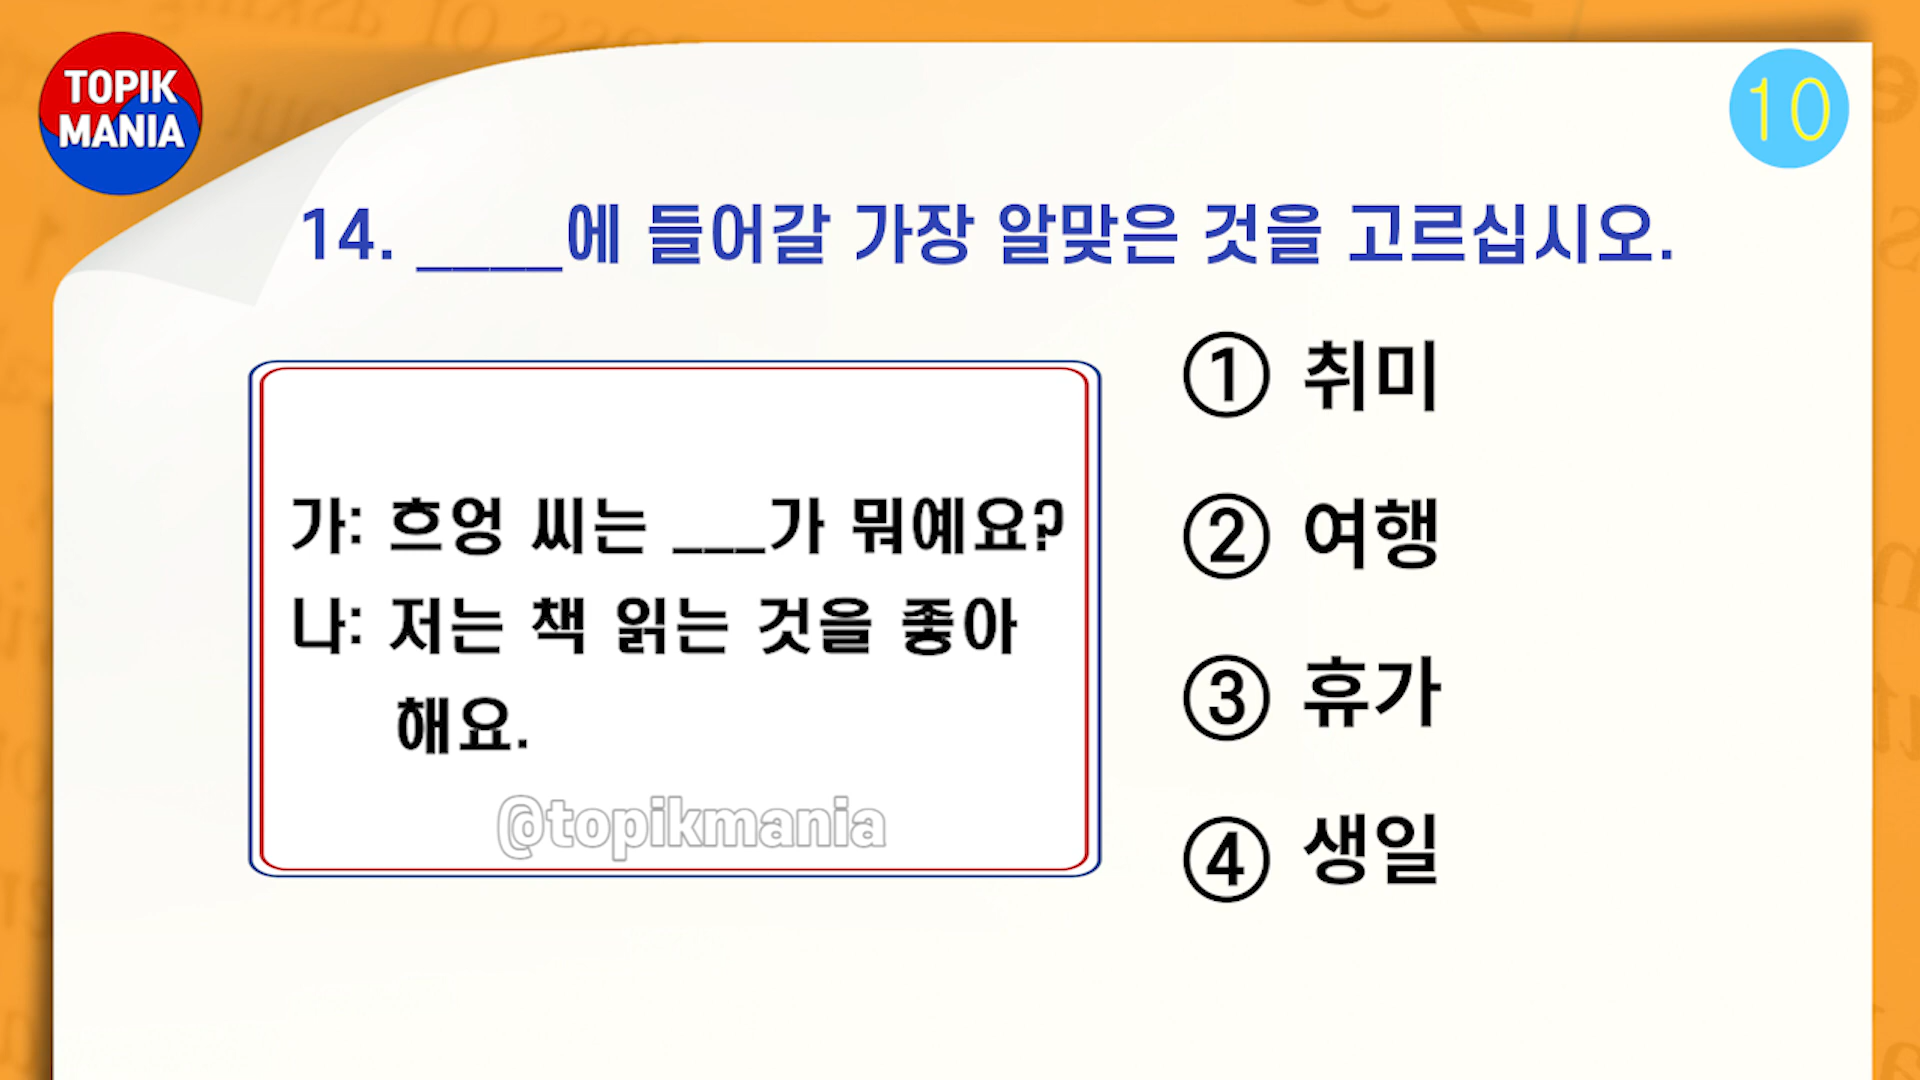 TOPIK
MANIA
10
14. ____에 들어갈 가장 알맞은 것을 고르십시오.
가: 흐엉 씨는 ___가 뭐예요?
나: 저는 책 읽는 것을 좋아
해요.
@topikmania
① 취미
② 여행
③ 휴가
④ 생일